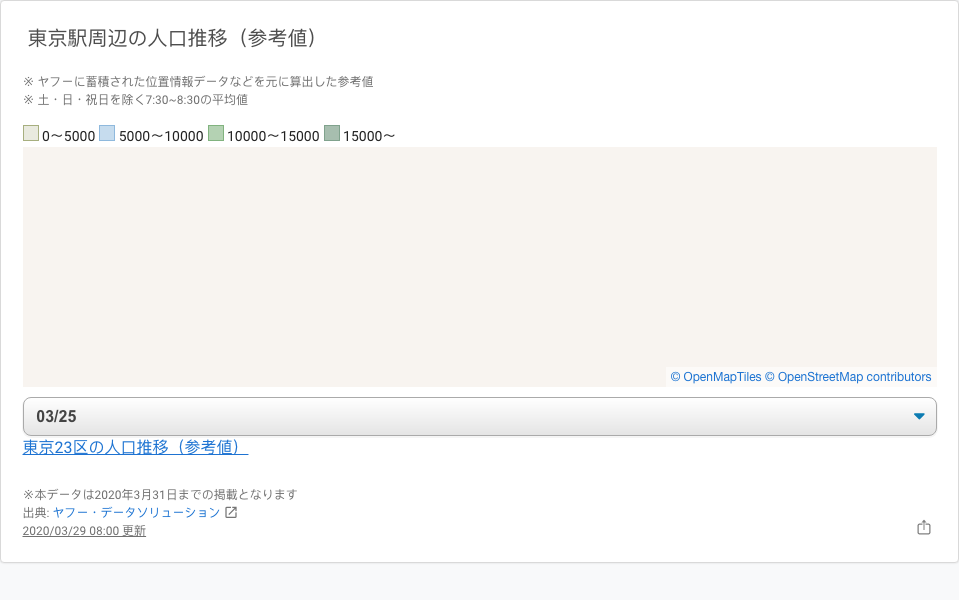 東京駅周辺の人口推移（参考値）
※ ヤフーに蓄積された位置情報データなどを元に算出した参考値
※ 土・日・祝日を除く7:30~8:30の平均値
0〜5000 5000〜10000 10000〜15000 15000〜
© OpenMapTiles © OpenStreetMap contributors
03/25
東京23区の人口推移（参考値）
※本データは2020年3月31日までの掲載となります
出典: ヤフー・データソリューション
2020/03/29 08:00 更新